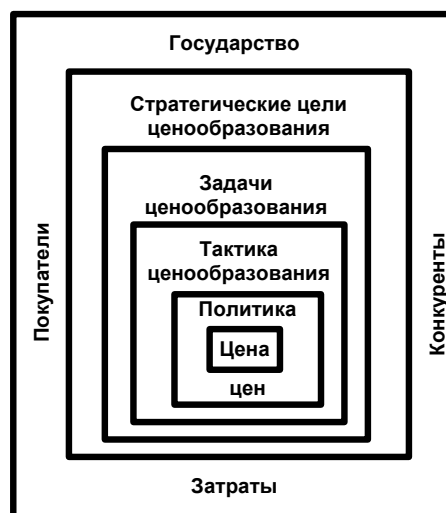 Государство
Стратегические цели
ценообразования
Задачи
ценообразования
Тактика
ценообразования
Политика
Цена
цен
Покупатели
Конкуренты
Затраты